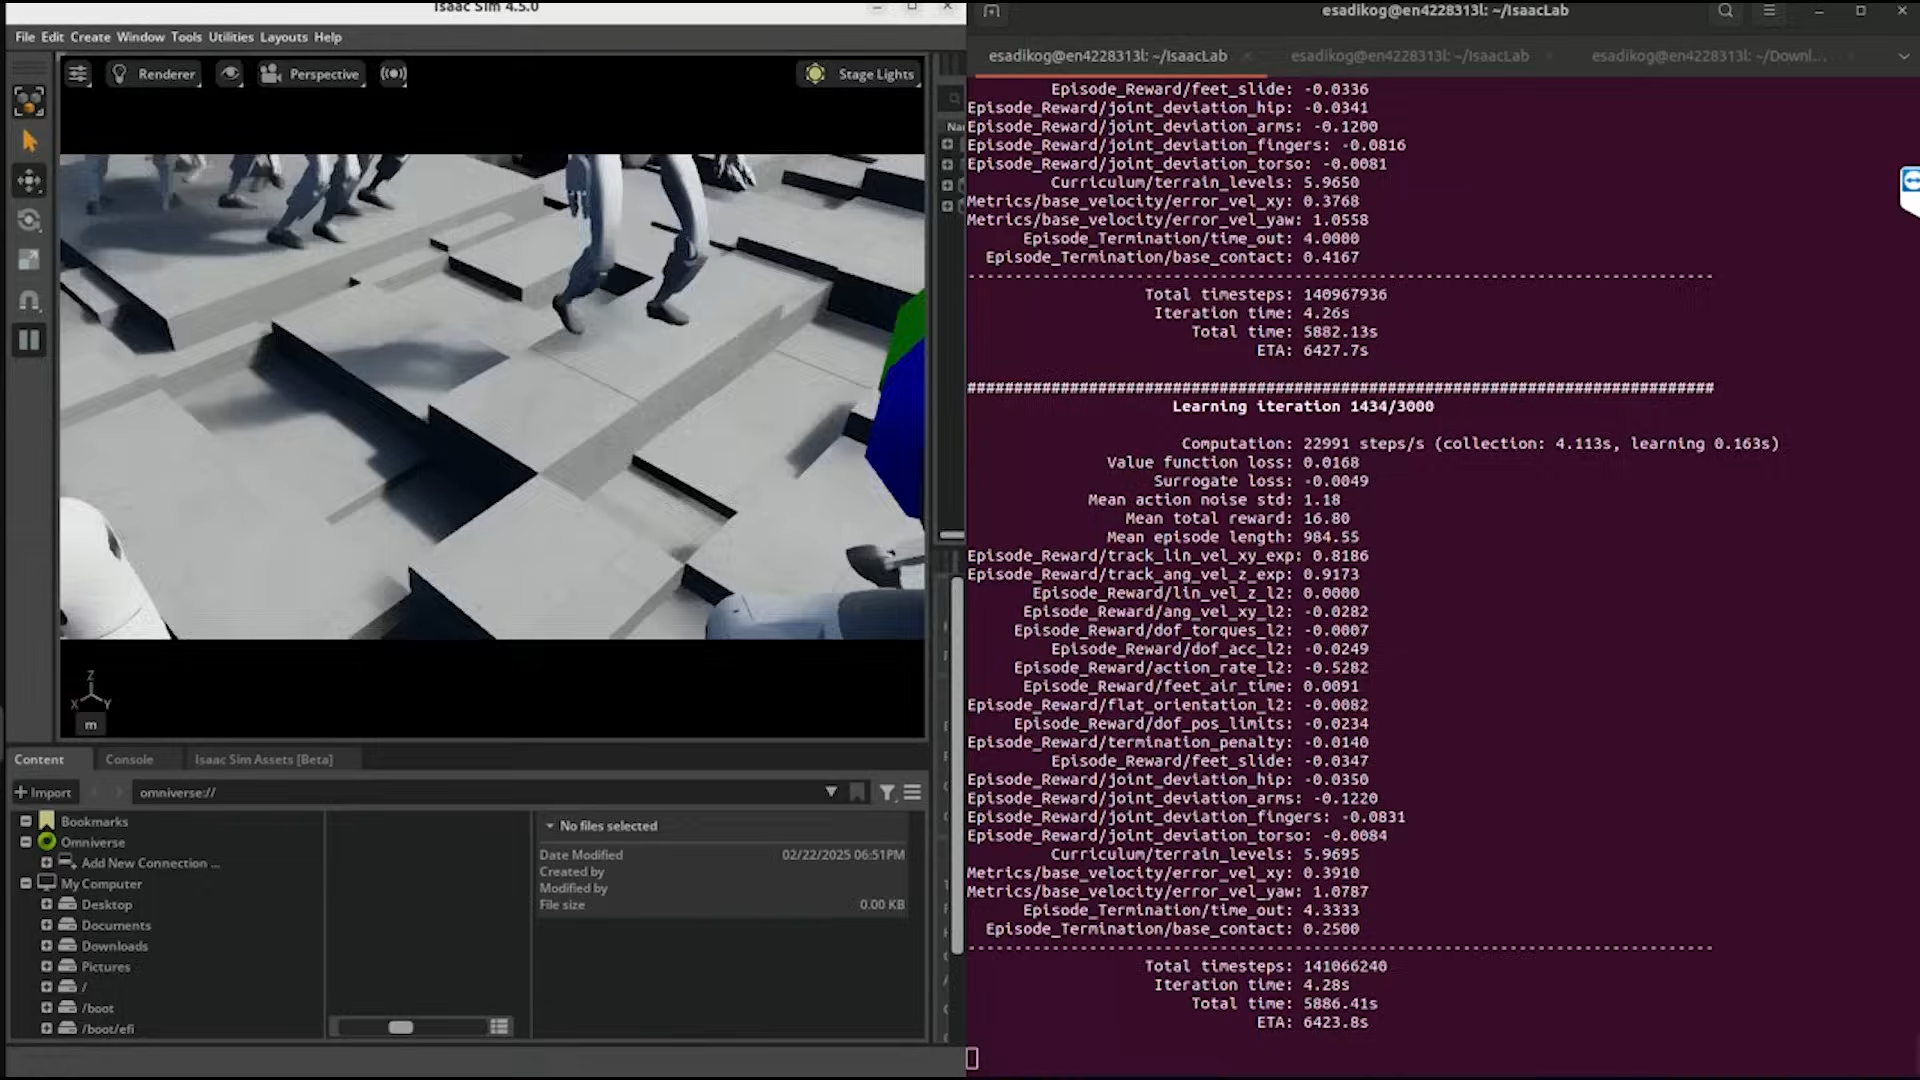 Isaac Sim 4.5.0
File Edit Create Window Tools Utilities Layouts Help
Renderer
Perspective
Stage Lights
Z
X Y
m
Content
Console
Isaac Sim Assets [Beta]
Import
omniverse://
Bookmarks
Omniverse
Add New Connection ...
My Computer
Desktop
Documents
Downloads
Pictures
/
/boot
/boot/efi
No files selected
Date Modified 02/22/2025 06:51PM
Created by
Modified by
File size 0.00 KB
esadikog@en4228313l: ~/IsaacLab
esadikog@en4228313l: ~/IsaacLab
esadikog@en4228313l: ~/IsaacLab
esadikog@en4228313l: ~/Downl...
Episode_Reward/feet_slide: -0.0336
Episode_Reward/joint_deviation_hip: -0.0341
Episode_Reward/joint_deviation_arms: -0.1200
Episode_Reward/joint_deviation_fingers: -0.0816
Episode_Reward/joint_deviation_torso: -0.0081
Curriculum/terrain_levels: 5.9650
Metrics/base_velocity/error_vel_xy: 0.3768
Metrics/base_velocity/error_vel_yaw: 1.0558
Episode_Termination/time_out: 4.0000
Episode_Termination/base_contact: 0.4167
--------------------------------------------------------------------------------
Total timesteps: 140967936
Iteration time: 4.26s
Total time: 5882.13s
ETA: 6427.7s
################################################################################
Learning iteration 1434/3000
Computation: 22991 steps/s (collection: 4.113s, learning 0.163s)
Value function loss: 0.0168
Surrogate loss: -0.0049
Mean action noise std: 1.18
Mean total reward: 16.80
Mean episode length: 984.55
Episode_Reward/track_lin_vel_xy_exp: 0.8186
Episode_Reward/track_ang_vel_z_exp: 0.9173
Episode_Reward/lin_vel_z_l2: 0.0000
Episode_Reward/ang_vel_xy_l2: -0.0282
Episode_Reward/dof_torques_l2: -0.0007
Episode_Reward/dof_acc_l2: -0.0249
Episode_Reward/action_rate_l2: -0.5282
Episode_Reward/feet_air_time: 0.0091
Episode_Reward/flat_orientation_l2: -0.0082
Episode_Reward/dof_pos_limits: -0.0234
Episode_Reward/termination_penalty: -0.0140
Episode_Reward/feet_slide: -0.0347
Episode_Reward/joint_deviation_hip: -0.0350
Episode_Reward/joint_deviation_arms: -0.1220
Episode_Reward/joint_deviation_fingers: -0.0831
Episode_Reward/joint_deviation_torso: -0.0084
Curriculum/terrain_levels: 5.9695
Metrics/base_velocity/error_vel_xy: 0.3910
Metrics/base_velocity/error_vel_yaw: 1.0787
Episode_Termination/time_out: 4.3333
Episode_Termination/base_contact: 0.2500
--------------------------------------------------------------------------------
Total timesteps: 141066240
Iteration time: 4.28s
Total time: 5886.41s
ETA: 6423.8s